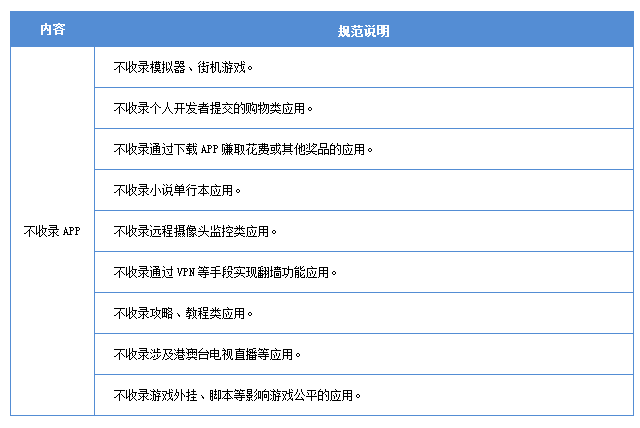 内容
规范说明
不收录 APP
不收录模拟器、街机游戏。
不收录个人开发者提交的购物类应用。
不收录通过下载 APP 赚取花费或其他奖品的应用。
不收录小说单行本应用。
不收录远程摄像头监控类应用。
不收录通过 VPN 等手段实现翻墙功能应用。
不收录攻略、教程类应用。
不收录涉及港澳台电视直播等应用。
不收录游戏外挂、脚本等影响游戏公平的应用。